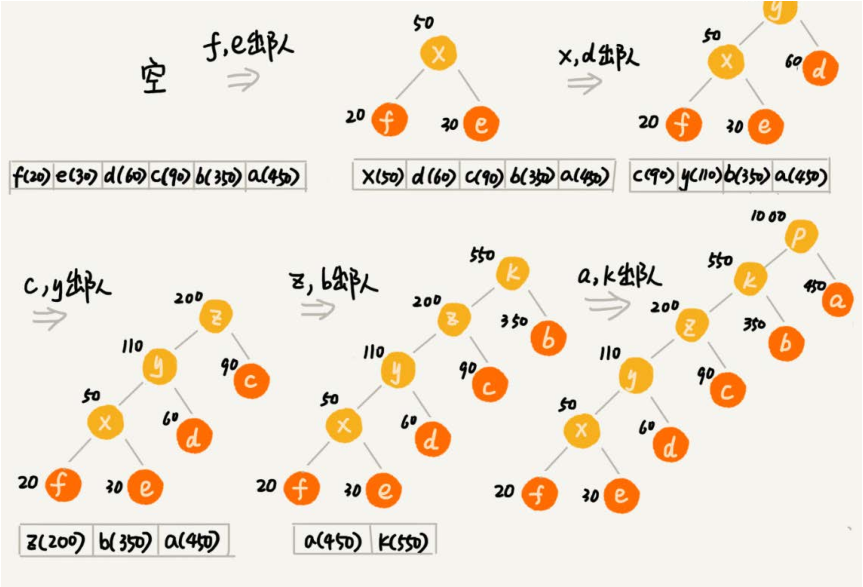 空
f,e出队
50
x
20 f
30 e
x,d出队
y
50
x
60 d
20 f
30 e
f(20) e(30) d(60) c(90) b(350) a(450)
x(50) d(60) c(90) b(350) a(450)
c(90) y(110) b(350) a(450)
c,y出队
200
z
110
y
90 c
50
x
60 d
20 f
30 e
z(200) b(350) a(450)
z,b出队
550
k
200
z
350 b
110
y
90 c
50
x
60 d
20 f
30 e
a(450) k(550)
a,k出队
1000
p
550
k
450 a
200
z
350 b
110
y
90 c
50
x
60 d
20 f
30 e